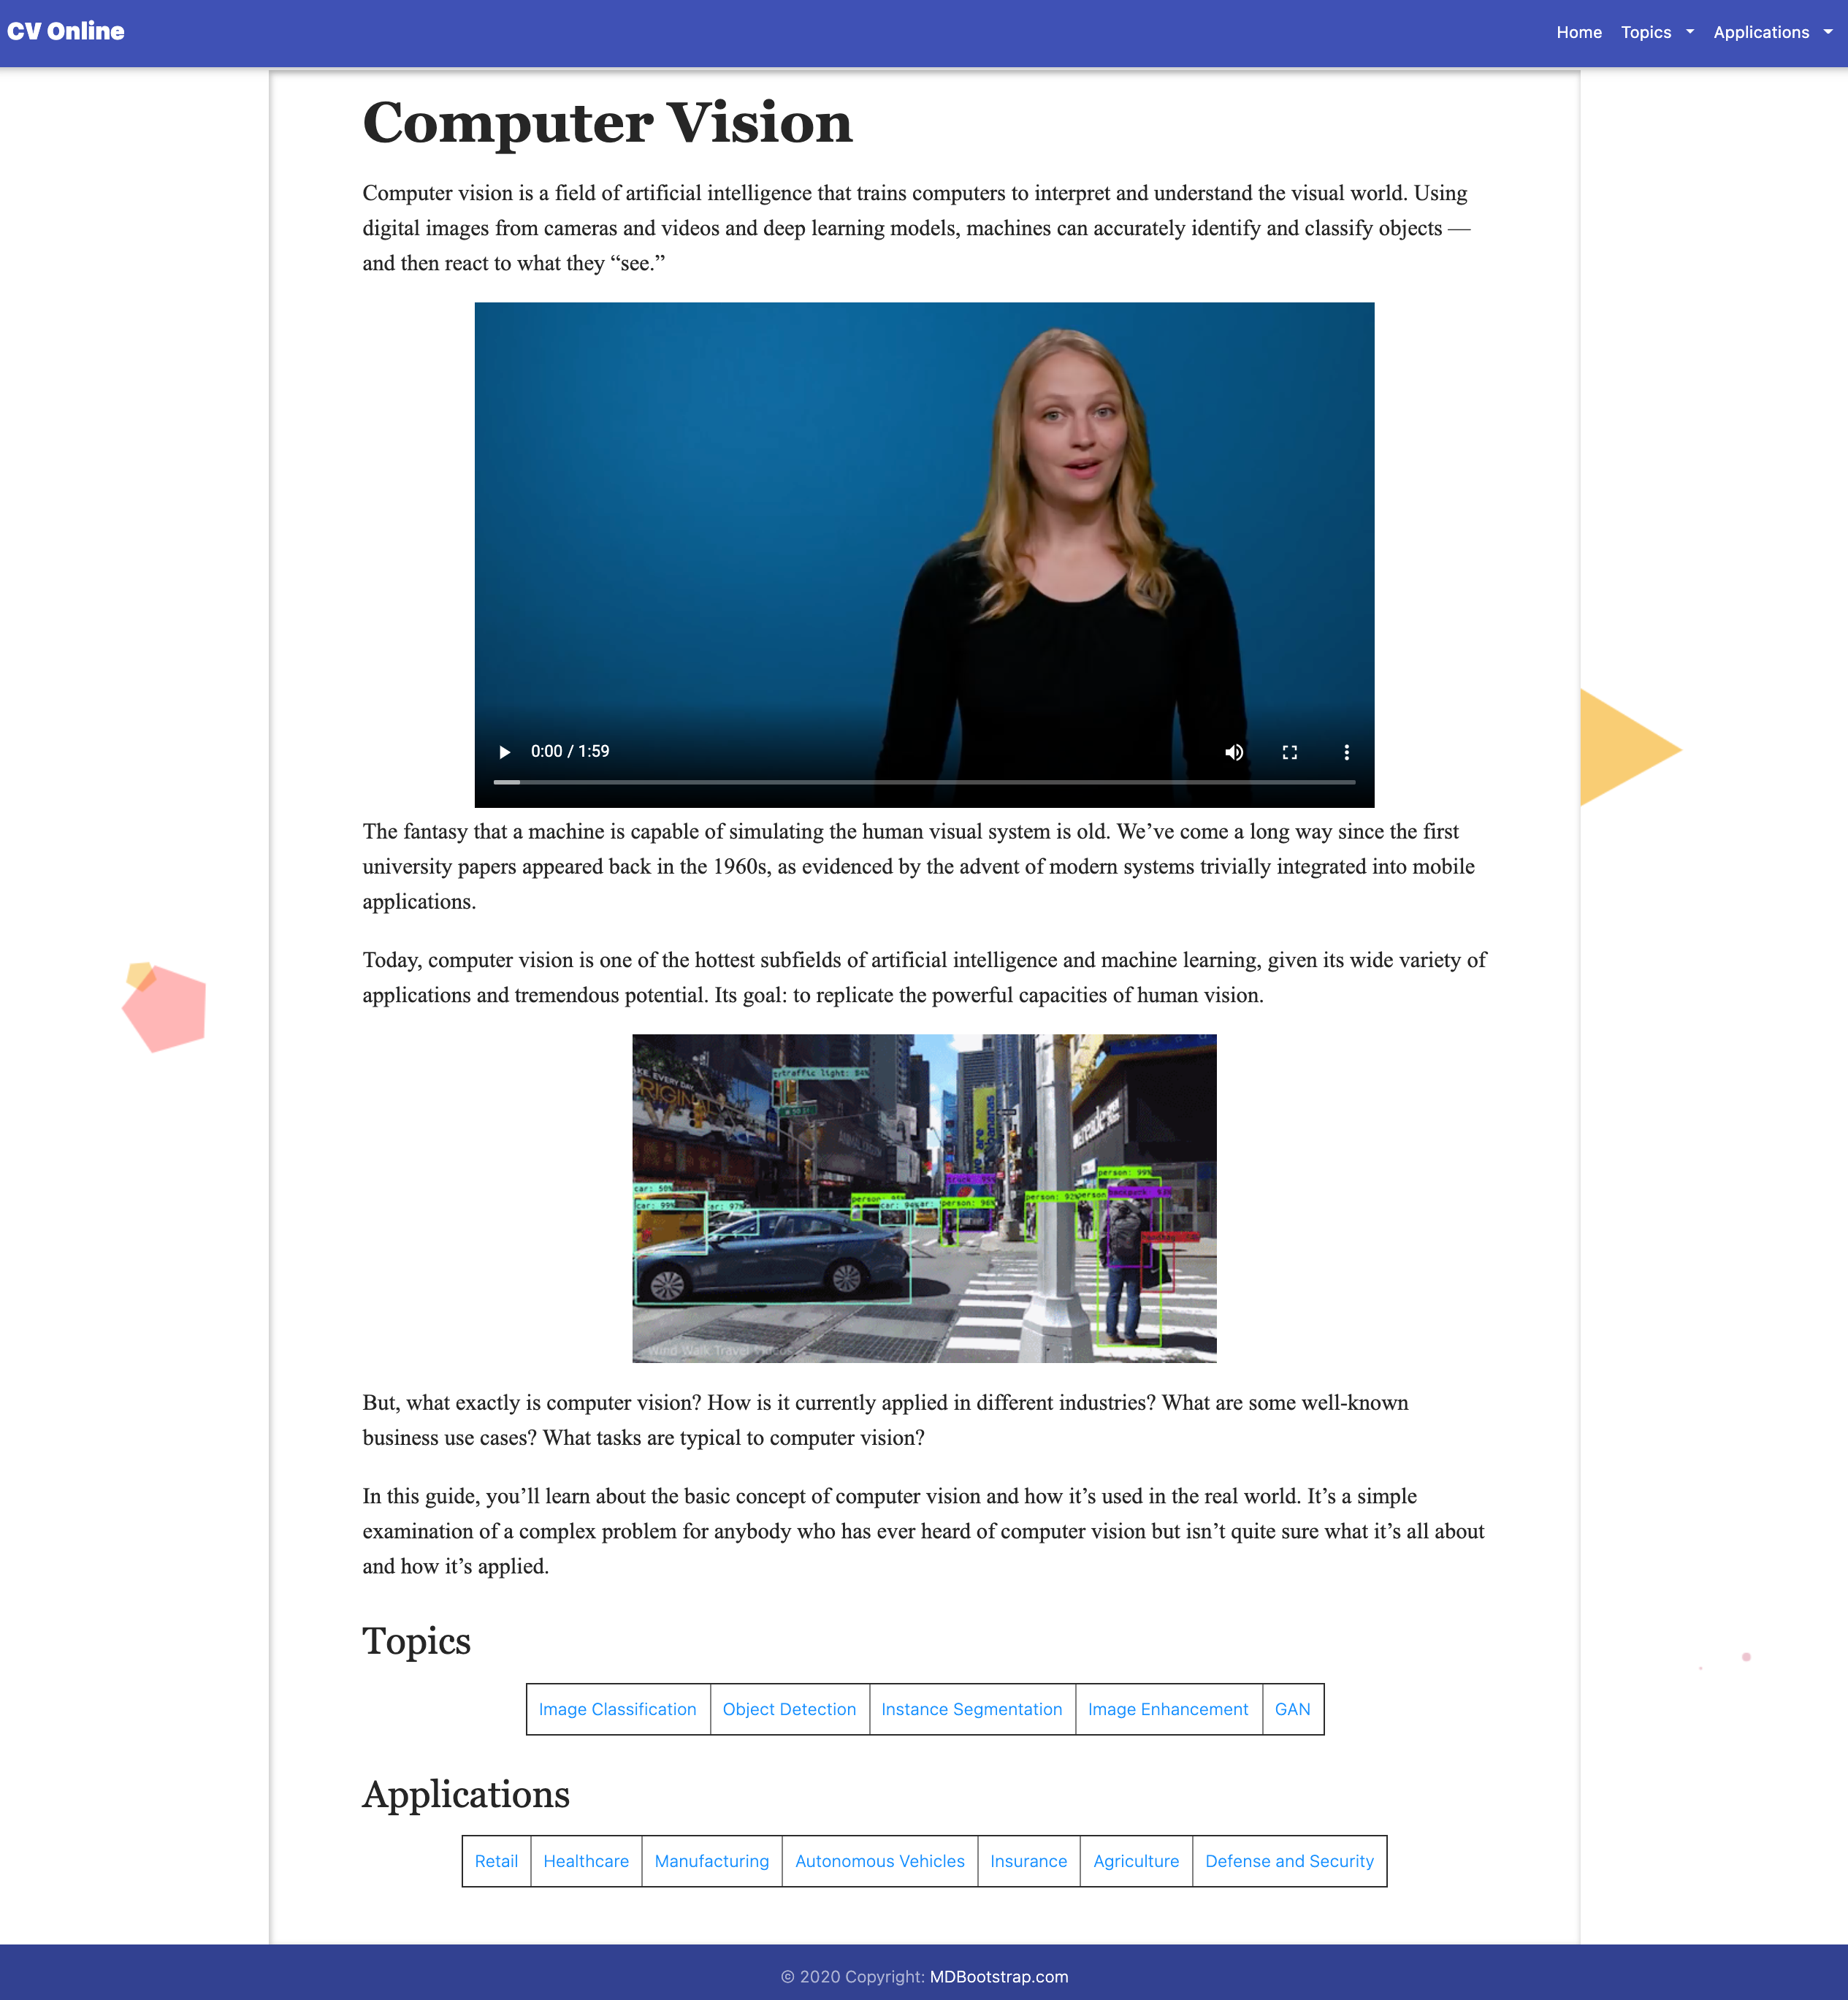 CV Online
Home Topics Applications
Computer Vision
Computer vision is a field of artificial intelligence that trains computers to interpret and understand the visual world. Using
digital images from cameras and videos and deep learning models, machines can accurately identify and classify objects —
and then react to what they “see.”
0:00 / 1:59
The fantasy that a machine is capable of simulating the human visual system is old. We’ve come a long way since the first
university papers appeared back in the 1960s, as evidenced by the advent of modern systems trivially integrated into mobile
applications.
Today, computer vision is one of the hottest subfields of artificial intelligence and machine learning, given its wide variety of
applications and tremendous potential. Its goal: to replicate the powerful capacities of human vision.
KE EVERY DAY
RIGIN
traffic light: 84%
we are
bananas
person: 99%
car: 50%
car: 99%
car: 97%
person: 96%
person: 92%
person
Wind Walk Travel Videos
But, what exactly is computer vision? How is it currently applied in different industries? What are some well-known
business use cases? What tasks are typical to computer vision?
In this guide, you’ll learn about the basic concept of computer vision and how it’s used in the real world. It’s a simple
examination of a complex problem for anybody who has ever heard of computer vision but isn’t quite sure what it’s all about
and how it’s applied.
Topics
Image Classification Object Detection Instance Segmentation Image Enhancement GAN
Applications
Retail Healthcare Manufacturing Autonomous Vehicles Insurance Agriculture Defense and Security
© 2020 Copyright: MDBootstrap.com